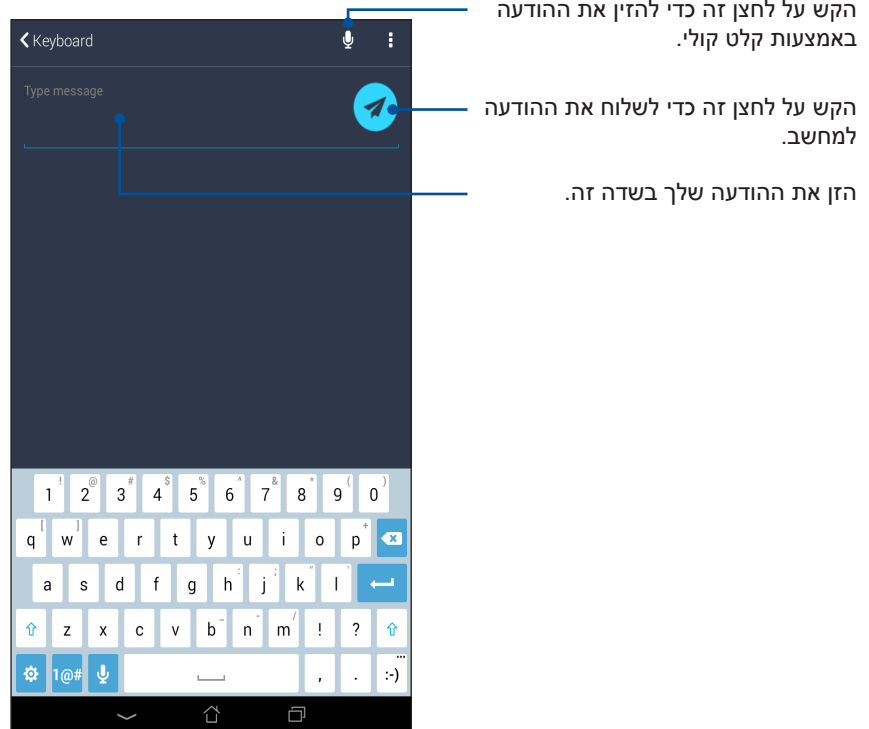 הקש על לחצן זה כדי להזין את ההודעה
באמצעות קלט קולי.
Keyboard
Type message
הקש על לחצן זה כדי לשלוח את ההודעה
למחשב.
הזן את ההודעה שלך בשדה זה.
! @ # $ % ^ & * ( )
1 2 3 4 5 6 7 8 9 0
[ ] +
q w e r t y u i o p
: ; " '
a s d f g h j k l
_ - /
z x c v b n m ! ?
1@# , . ... :-)